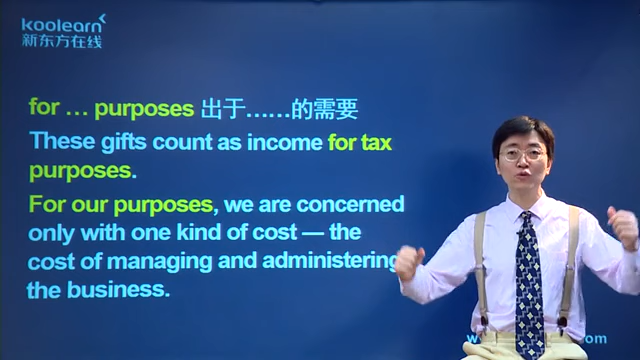 koolearn
新东方在线
for … purposes 出于……的需要
These gifts count as income for tax
purposes.
For our purposes, we are concerned
only with one kind of cost — the
cost of managing and administering
the business.